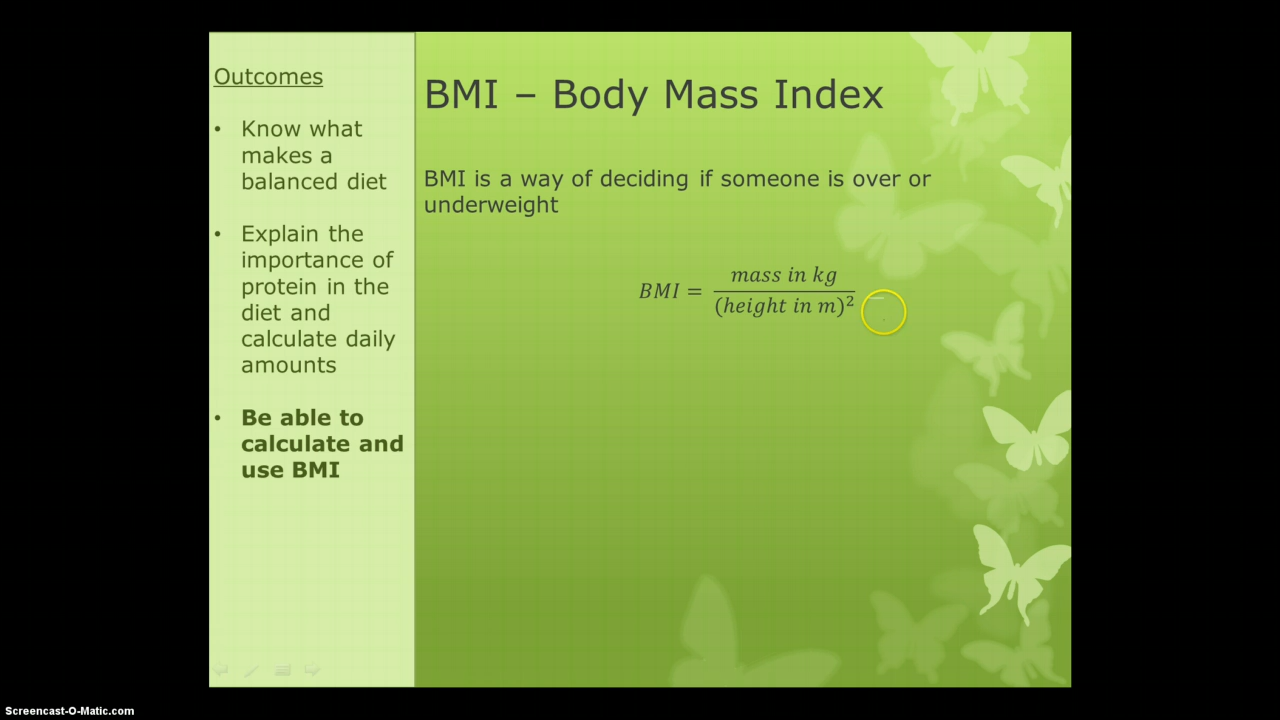 Outcomes
• Know what
makes a
balanced diet
• Explain the
importance of
protein in the
diet and
calculate daily
amounts
• Be able to
calculate and
use BMI
BMI – Body Mass Index
BMI is a way of deciding if someone is over or
underweight
BMI = mass in kg / (height in m)²
Screencast-O-Matic.com